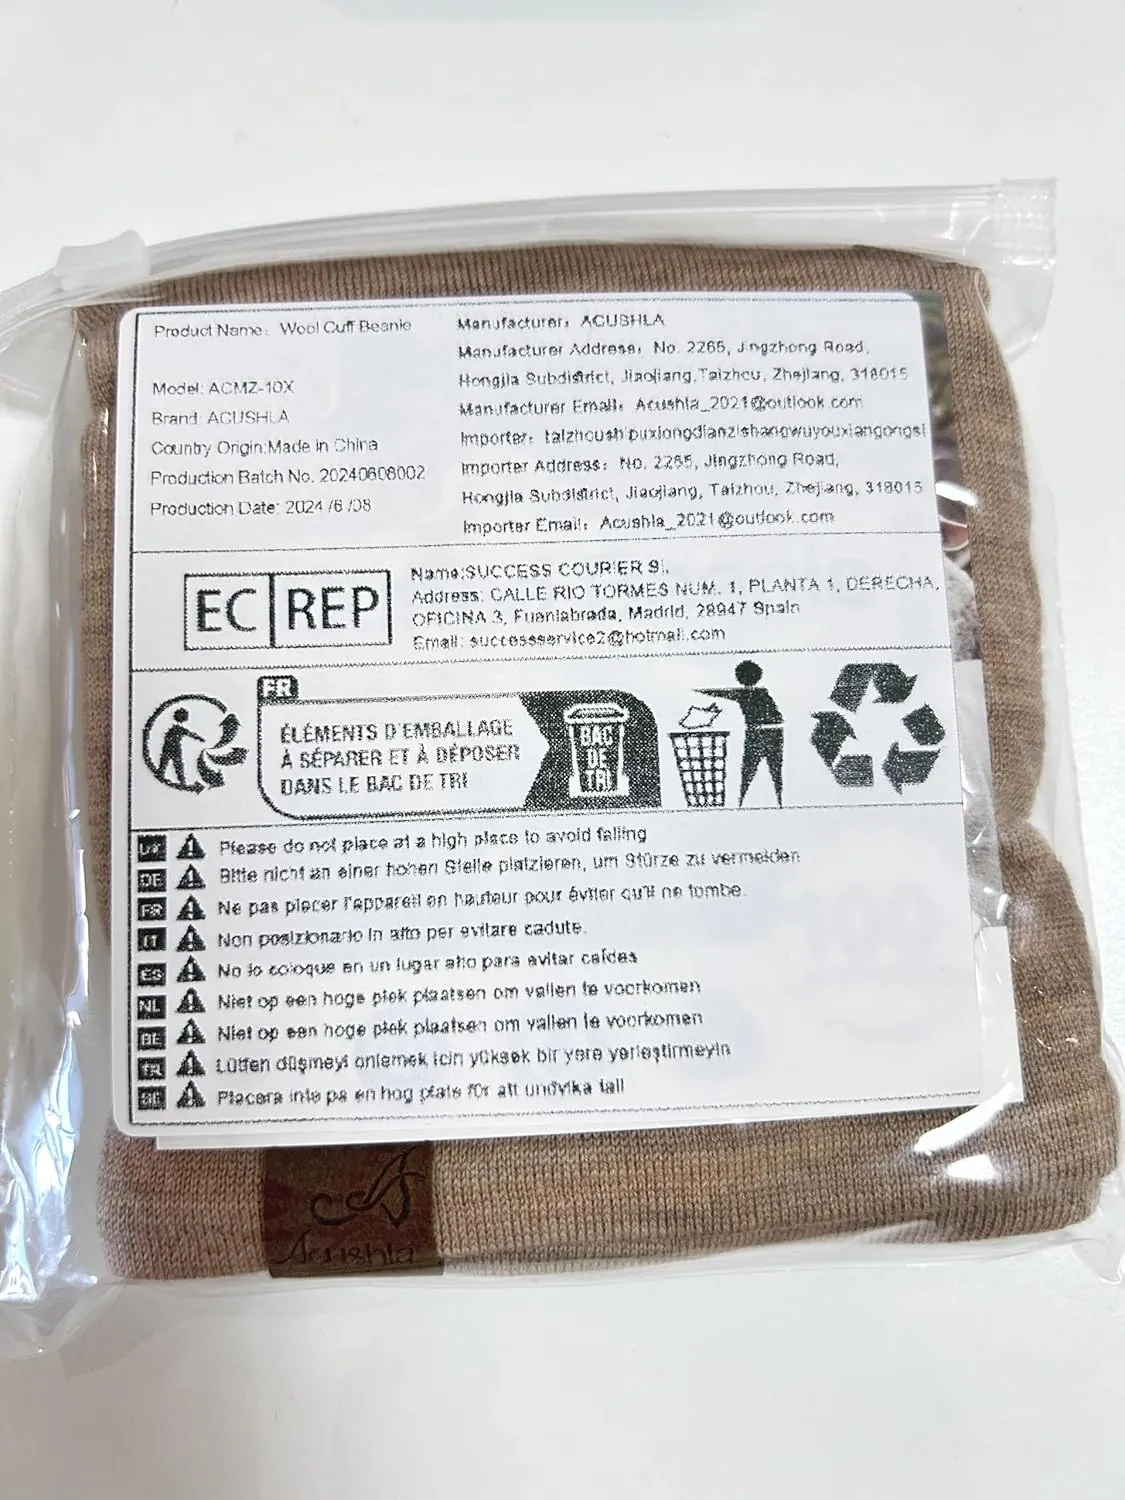 Product Name: Wool Cuff Beanie
Model: ACMZ-10X
Brand: ACUSHLA
Country Origin:Made in China
Production Batch No. 20240608002
Production Date: 2024 /6 /08
Manufacturer: ACUSHLA
Manufacturer Address: No. 2265, Jingzhong Road,
Hongjia Subdistrict, Jiaojiang,Taizhou, Zhejiang, 318015
Manufacturer Email: Acushla_2021@outlook.com
Importer: taizhoushipuxiongdianzishangwuyouxiangongsi
Importer Address: No. 2265, Jingzhong Road,
Hongjia Subdistrict, Jiaojiang, Taizhou, Zhejiang, 318015
Importer Email: Acushla_2021@outlook.com
EC REP
Name:SUCCESS COURIER SL
Address: CALLE RIO TORMES NUM. 1, PLANTA 1, DERECHA,
OFICINA 3, Fuenlabrada, Madrid, 28947 Spain
Email: successservice2@hotmail.com
FR
ÉLÉMENTS D'EMBALLAGE
À SÉPARER ET À DÉPOSER
DANS LE BAC DE TRI
BAC
DE
TRI
UK Please do not place at a high place to avoid falling
DE Bitte nicht an einer hohen Stelle platzieren, um Stürze zu vermeiden
FR Ne pas placer l'appareil en hauteur pour éviter qu'il ne tombe.
IT Non posizionarlo in alto per evitare cadute.
ES No lo coloque en un lugar alto para evitar caídas
NL Niet op een hoge plek plaatsen om vallen te voorkomen
BE Niet op een hoge plek plaatsen om vallen te voorkomen
TR Lütfen düşmeyi önlemek için yüksek bir yere yerleştirmeyin
SE Placera inte på en hög plats för att undvika fall
Acushla